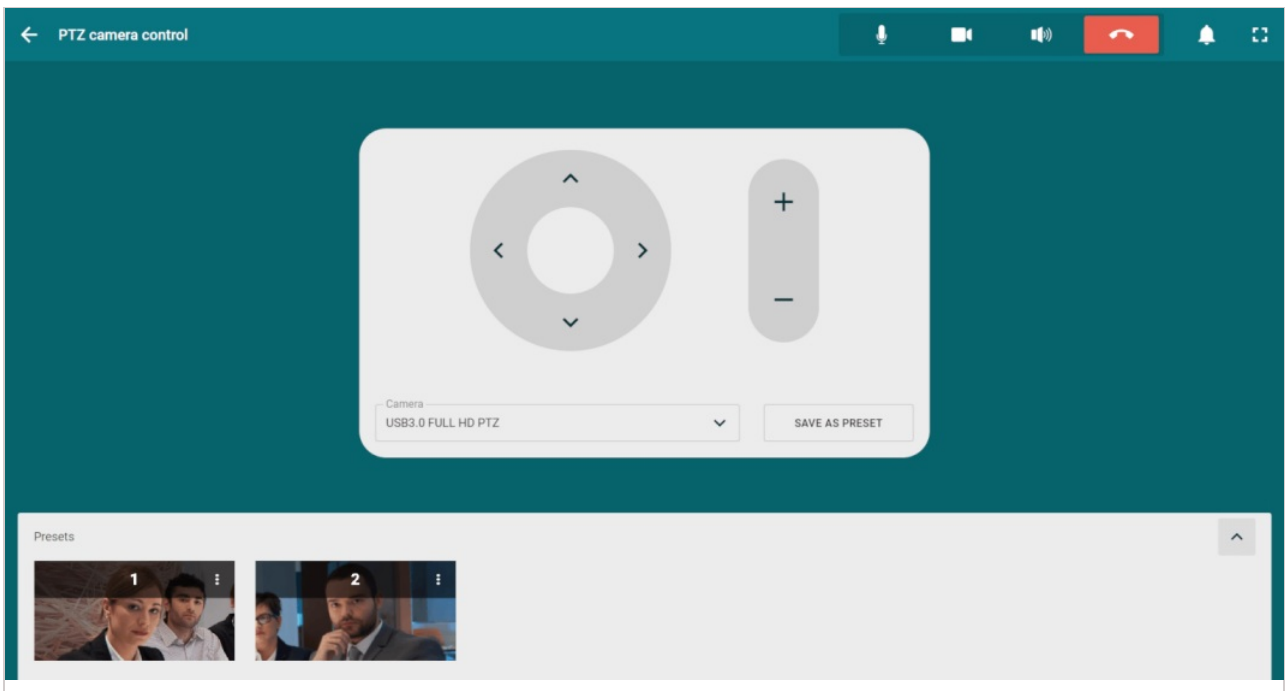 PTZ camera control
Camera
USB3.0 FULL HD PTZ
SAVE AS PRESET
Presets
1
2